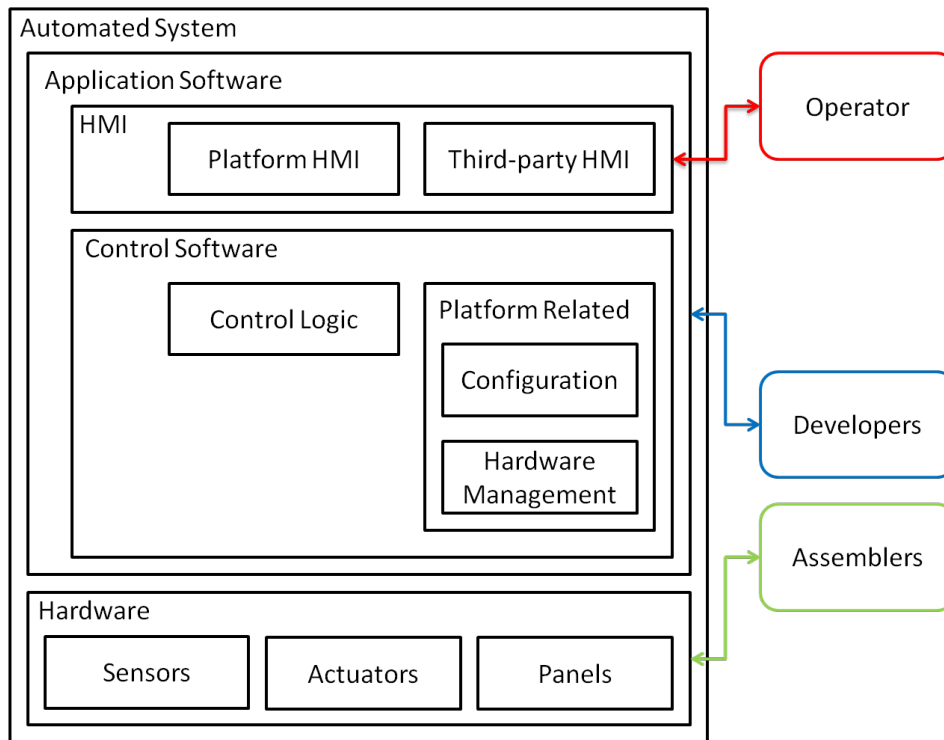 Automated System
Application Software
HMI
Platform HMI
Third-party HMI
Operator
Control Software
Control Logic
Platform Related
Configuration
Hardware
Management
Developers
Assemblers
Hardware
Sensors
Actuators
Panels